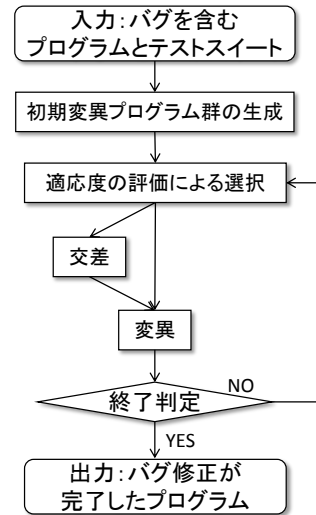 入力：バグを含む
プログラムとテストスイート
初期変異プログラム群の生成
適応度の評価による選択
交差
変異
終了判定
NO
YES
出力：バグ修正が
完了したプログラム